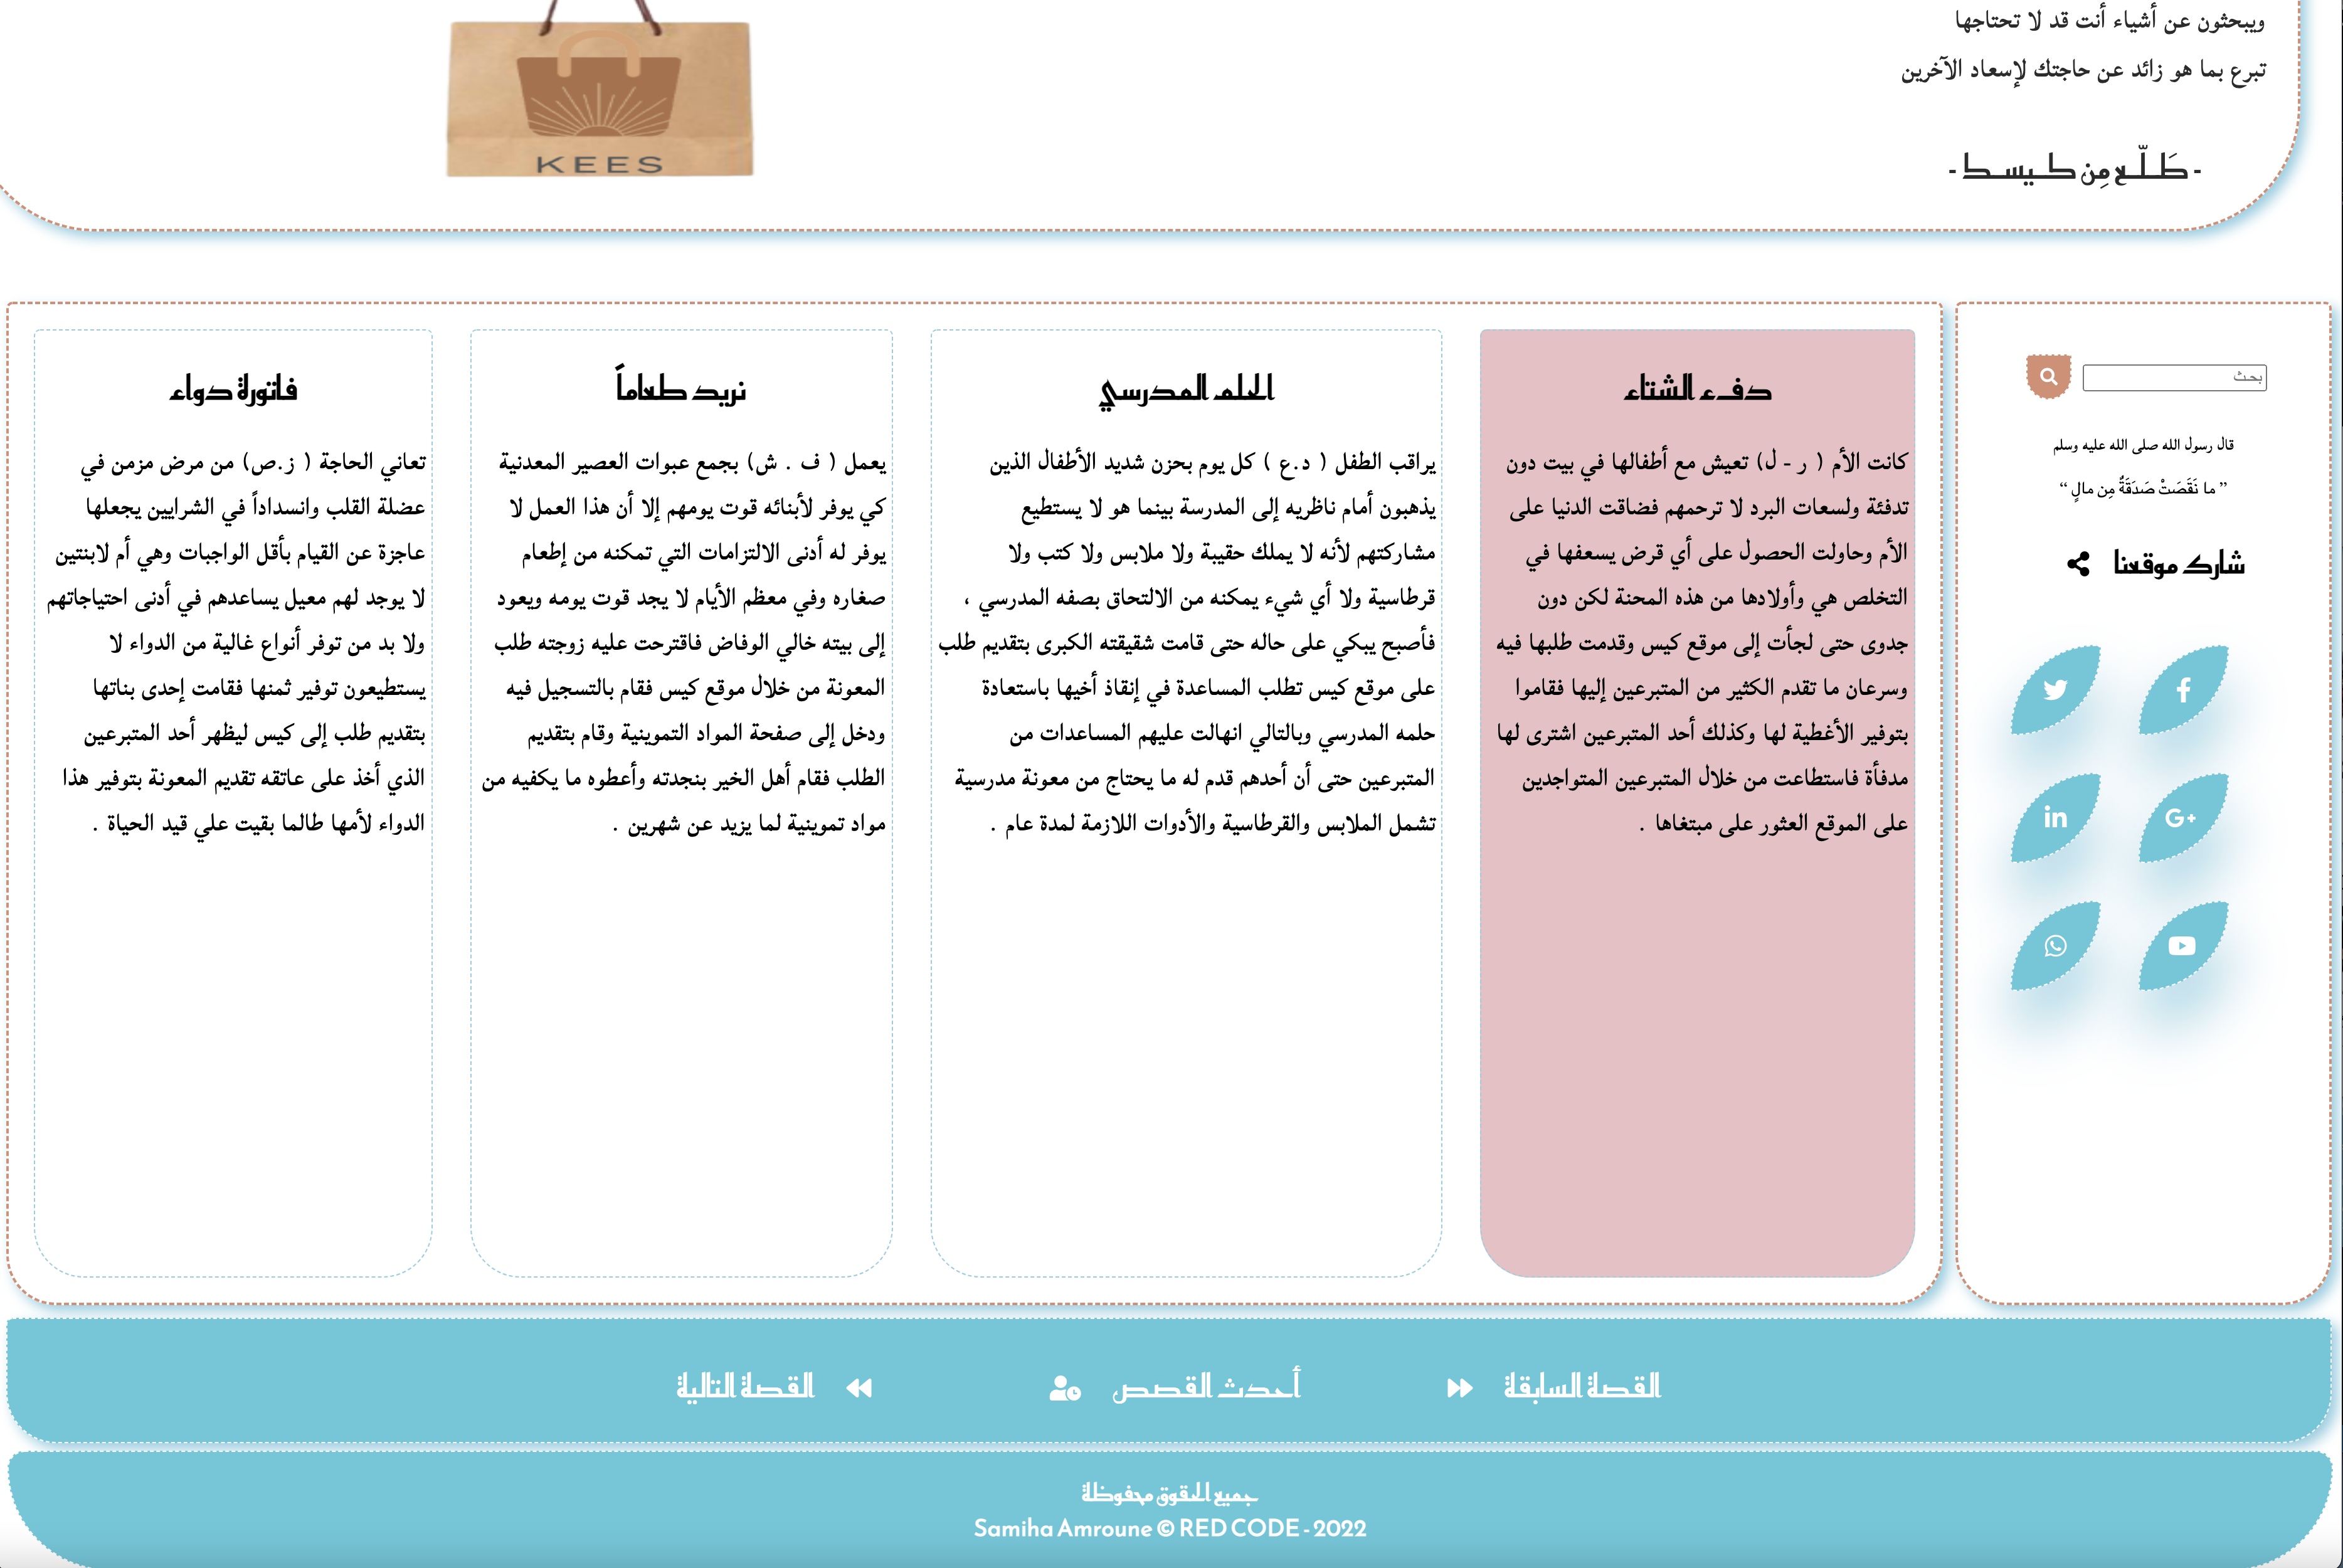 ويبحثون عن أشياء أنت قد لا تحتاجها
تبرع بما هو زائد عن حاجتك لإسعاد الآخرين
- طَلّع مِن كيسك -
KEES
بحث
قال رسول الله صلى الله عليه وسلم
” ما نَقَصَتْ صَدَقَةٌ مِن مالٍ “
شارك موقعنا
دفء الشتاء
كانت الأم ( ر - ل) تعيش مع أطفالها في بيت دون
تدفئة ولسعات البرد لا ترحمهم فضاقت الدنيا على
الأم وحاولت الحصول على أي قرض يسعفها في
التخلص هي وأولادها من هذه المحنة لكن دون
جدوى حتى لجأت إلى موقع كيس وقدمت طلبها فيه
وسرعان ما تقدم الكثير من المتبرعين إليها فقاموا
بتوفير الأغطية لها وكذلك أحد المتبرعين اشترى لها
مدفأة فاستطاعت من خلال المتبرعين المتواجدين
على الموقع العثور على مبتغاها .
الحلم المدرسي
يراقب الطفل ( د.ع ) كل يوم بحزن شديد الأطفال الذين
يذهبون أمام ناظريه إلى المدرسة بينما هو لا يستطيع
مشاركتهم لأنه لا يملك حقيبة ولا ملابس ولا كتب ولا
قرطاسية ولا أي شيء يمكنه من الالتحاق بصفه المدرسي ،
فأصبح يبكي على حاله حتى قامت شقيقته الكبرى بتقديم طلب
على موقع كيس تطلب المساعدة في إنقاذ أخيها باستعادة
حلمه المدرسي وبالتالي انهالت عليهم المساعدات من
المتبرعين حتى أن أحدهم قدم له ما يحتاج من معونة مدرسية
تشمل الملابس والقرطاسية والأدوات اللازمة لمدة عام .
نريد طعاماً
يعمل ( ف . ش) بجمع عبوات العصير المعدنية
كي يوفر لأبنائه قوت يومهم إلا أن هذا العمل لا
يوفر له أدنى الالتزامات التي تمكنه من إطعام
صغاره وفي معظم الأيام لا يجد قوت يومه ويعود
إلى بيته خالي الوفاض فاقترحت عليه زوجته طلب
المعونة من خلال موقع كيس فقام بالتسجيل فيه
ودخل إلى صفحة المواد التموينية وقام بتقديم
الطلب فقام أهل الخير بنجدته وأعطوه ما يكفيه من
مواد تموينية لما يزيد عن شهرين .
فاتورة دواء
تعاني الحاجة ( ز.ص) من مرض مزمن في
عضلة القلب وانسداداً في الشرايين يجعلها
عاجزة عن القيام بأقل الواجبات وهي أم لابنتين
لا يوجد لهم معيل يساعدهم في أدنى احتياجاتهم
ولا بد من توفر أنواع غالية من الدواء لا
يستطيعون توفير ثمنها فقامت إحدى بناتها
بتقديم طلب إلى كيس ليظهر أحد المتبرعين
الذي أخذ على عاتقه تقديم المعونة بتوفير هذا
الدواء لأمها طالما بقيت علي قيد الحياة .
القصة السابقة
أحدث القصص
القصة التالية
جميع الحقوق محفوظة
Samiha Amroune © RED CODE - 2022